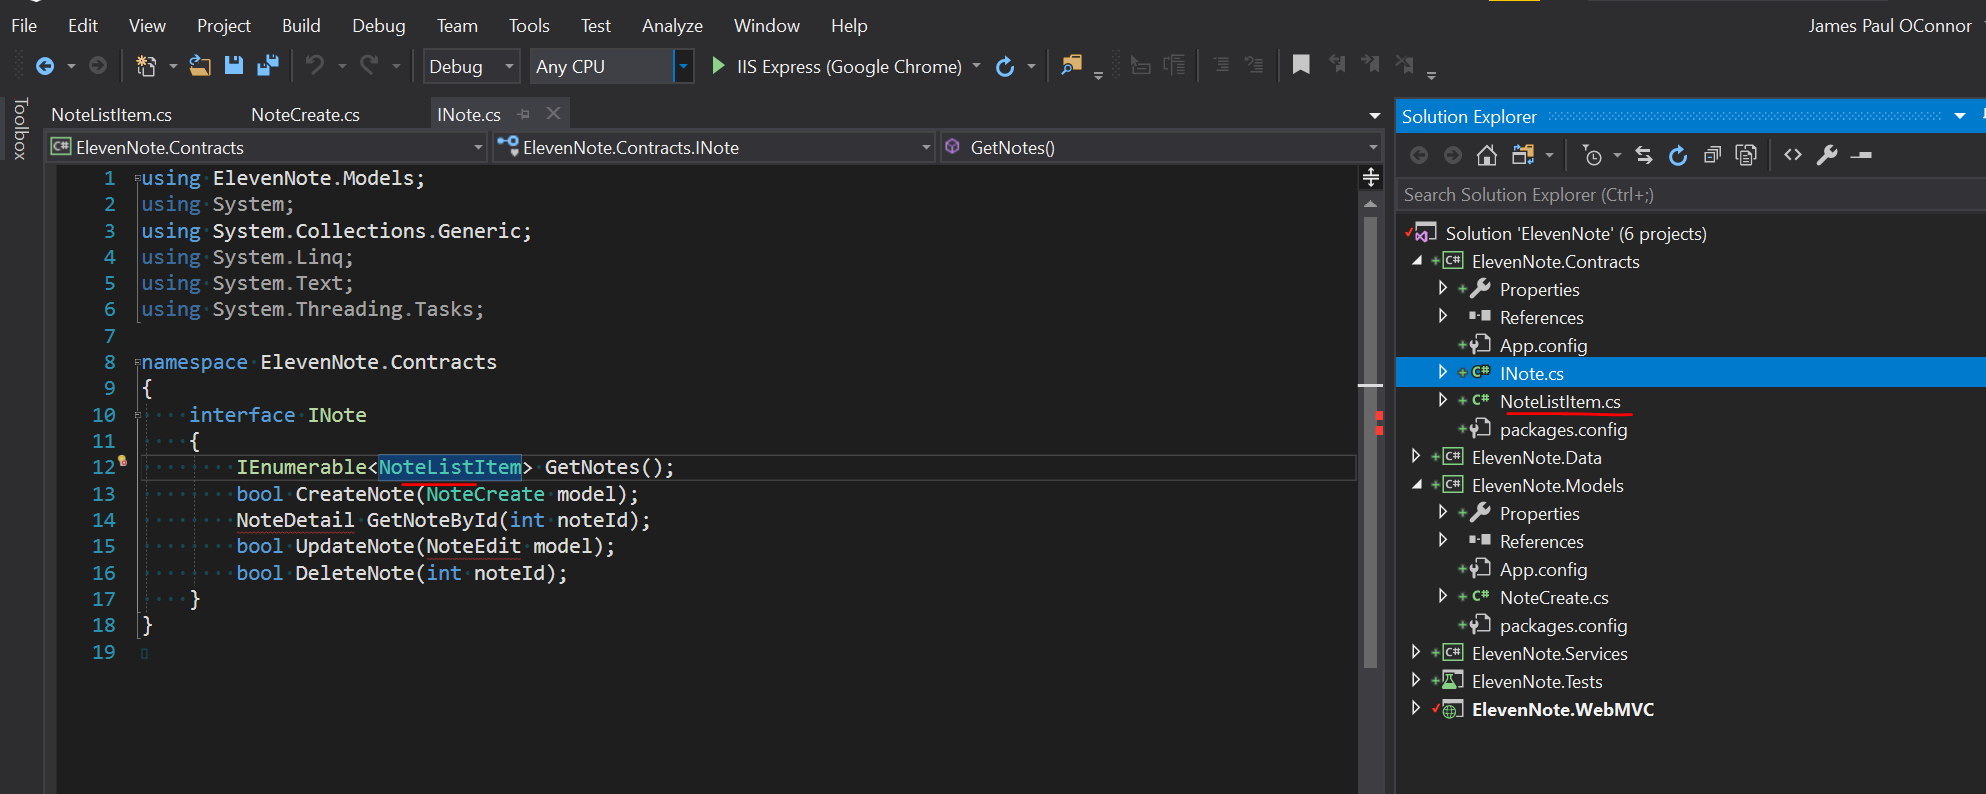 File Edit View Project Build Debug Team Tools Test Analyze Window Help James Paul OConnor
Debug Any CPU IIS Express (Google Chrome)
Toolbox
NoteListItem.cs NoteCreate.cs INote.cs
ElevenNote.Contracts ElevenNote.Contracts.INote GetNotes()
1 using ElevenNote.Models;
2 using System;
3 using System.Collections.Generic;
4 using System.Linq;
5 using System.Text;
6 using System.Threading.Tasks;
7
8 namespace ElevenNote.Contracts
9 {
10 interface INote
11 {
12 IEnumerable<NoteListItem> GetNotes();
13 bool CreateNote(NoteCreate model);
14 NoteDetail GetNoteById(int noteId);
15 bool UpdateNote(NoteEdit model);
16 bool DeleteNote(int noteId);
17 }
18 }
19
Solution Explorer
Search Solution Explorer (Ctrl+;)
Solution 'ElevenNote' (6 projects)
C# ElevenNote.Contracts
Properties
References
App.config
C# INote.cs
C# NoteListItem.cs
packages.config
C# ElevenNote.Data
C# ElevenNote.Models
Properties
References
App.config
C# NoteCreate.cs
packages.config
C# ElevenNote.Services
ElevenNote.Tests
ElevenNote.WebMVC